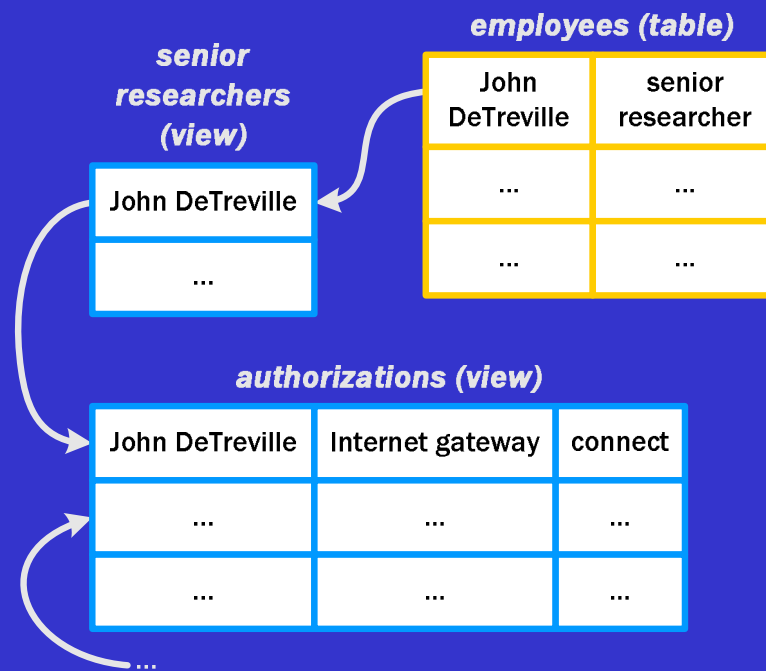 senior
researchers
(view)
John DeTreville
...
employees (table)
John
DeTreville
senior
researcher
... ...
... ...
authorizations (view)
John DeTreville Internet gateway connect
... ... ...
... ... ...
...